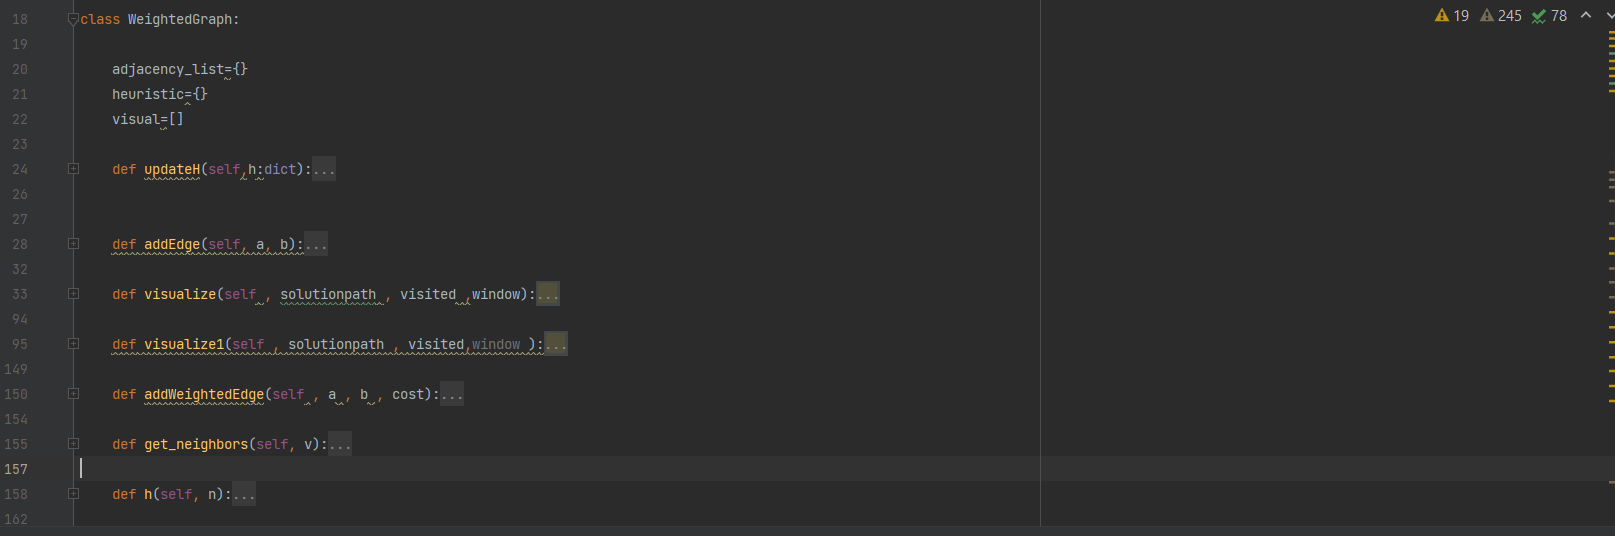 19 245 78
18 class WeightedGraph:
19
20 adjacency_list={}
21 heuristic={}
22 visual=[]
23
24 def updateH(self,h:dict):...
26
27
28 def addEdge(self, a, b):...
32
33 def visualize(self , solutionpath , visited ,window):...
94
95 def visualize1(self , solutionpath , visited,window ):...
149
150 def addWeightedEdge(self , a , b , cost):...
154
155 def get_neighbors(self, v):...
157
158 def h(self, n):...
162